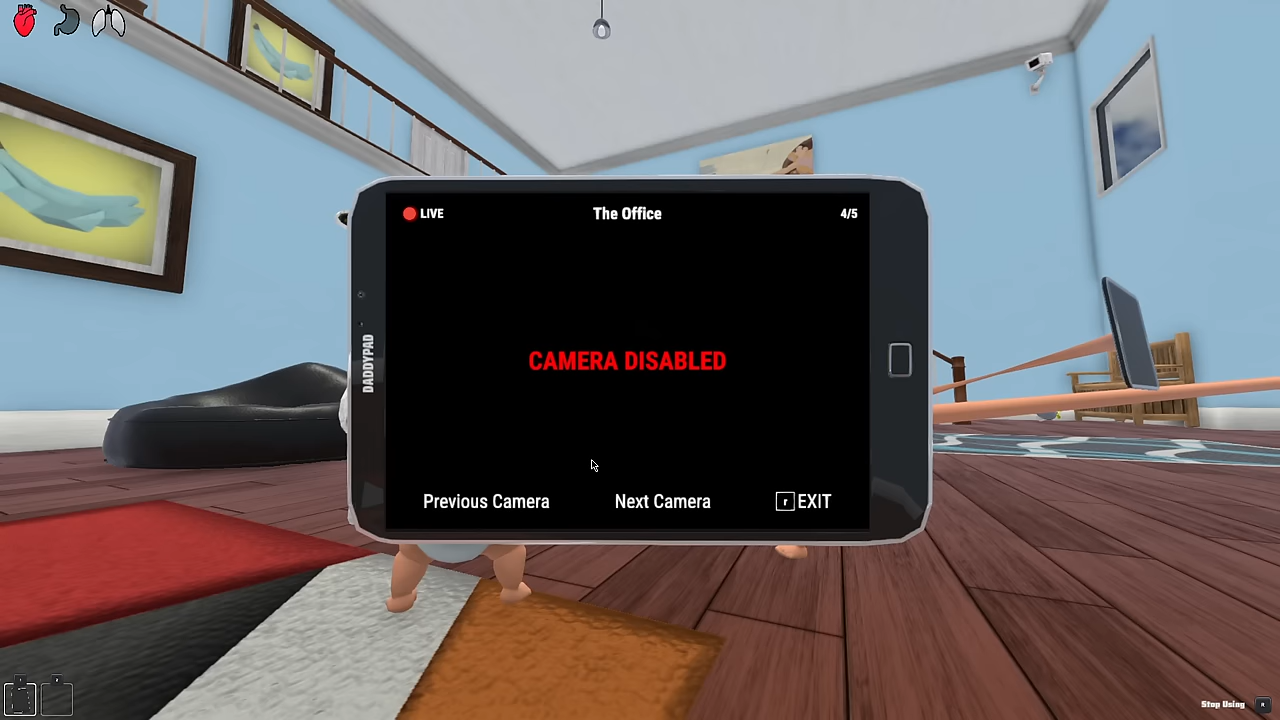 LIVE
The Office
4/5
DADDYPAD
CAMERA DISABLED
Previous Camera
Next Camera
r EXIT
Stop Using
R